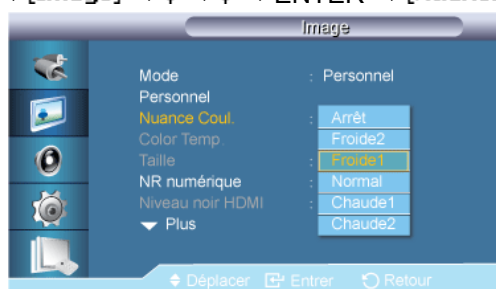 ENTER
Image
Mode : Personnel
Personnel
Nuance Coul. : Arrêt
Color Temp. Froide2
Taille : Froide1
NR numérique : Normal
Niveau noir HDMI : Chaude1
Plus Chaude2
Déplacer Entrer Retour